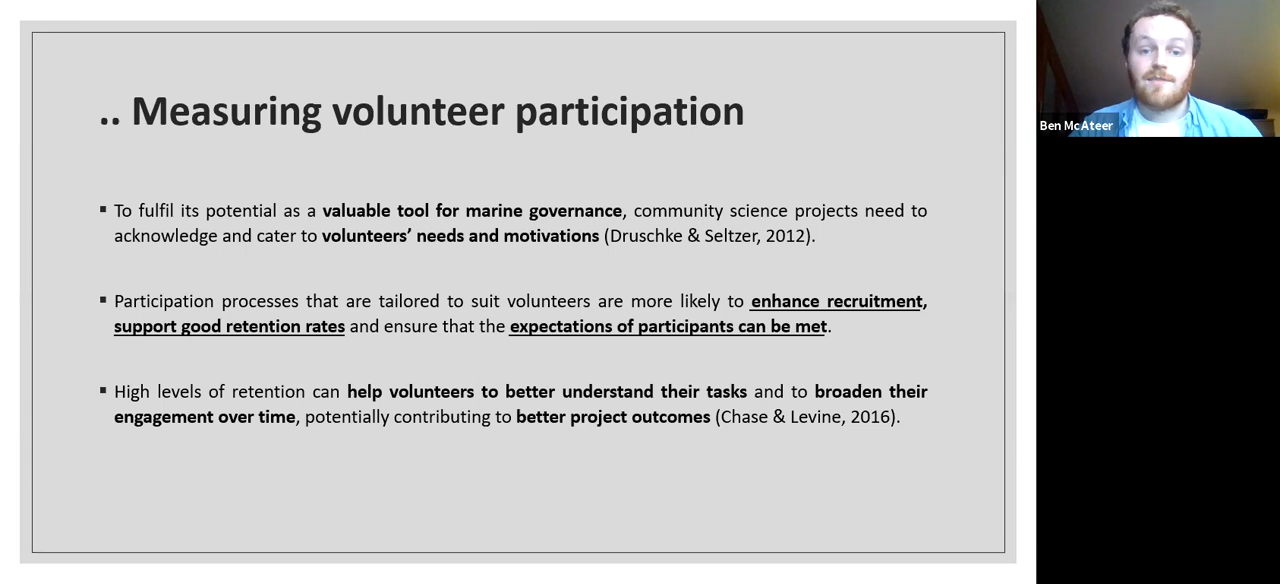 .. Measuring volunteer participation
▪ To fulfil its potential as a valuable tool for marine governance, community science projects need to
acknowledge and cater to volunteers’ needs and motivations (Druschke & Seltzer, 2012).
▪ Participation processes that are tailored to suit volunteers are more likely to enhance recruitment,
support good retention rates and ensure that the expectations of participants can be met.
▪ High levels of retention can help volunteers to better understand their tasks and to broaden their
engagement over time, potentially contributing to better project outcomes (Chase & Levine, 2016).
Ben McAteer